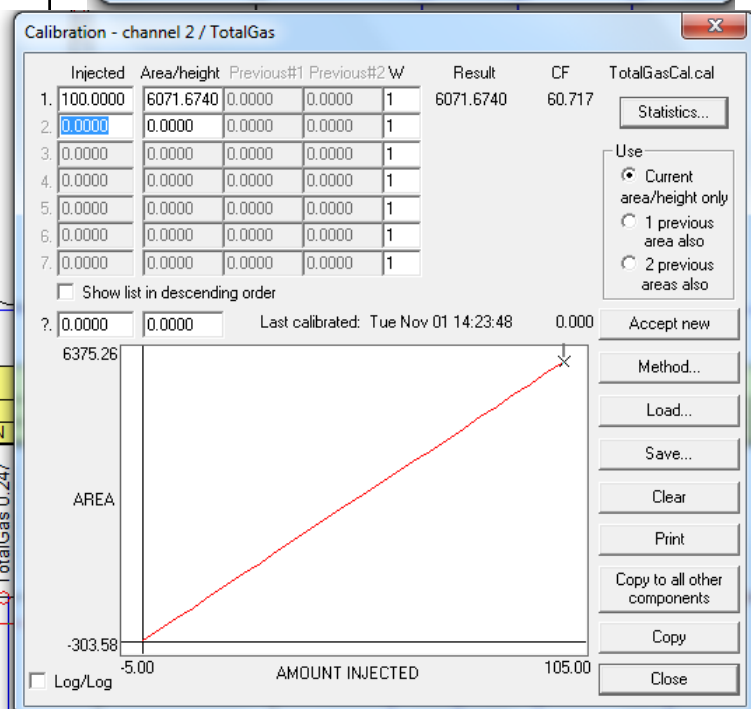 Calibration - channel 2 / TotalGas
Injected Area/height Previous#1 Previous#2 W Result CF TotalGasCal.cal
1. 100.0000 6071.6740 0.0000 0.0000 1 6071.6740 60.717
Statistics...
2. 0.0000 0.0000 0.0000 0.0000 1
3. 0.0000 0.0000 0.0000 0.0000 1
4. 0.0000 0.0000 0.0000 0.0000 1
5. 0.0000 0.0000 0.0000 0.0000 1
6. 0.0000 0.0000 0.0000 0.0000 1
7. 0.0000 0.0000 0.0000 0.0000 1
Use
Current
area/height only
1 previous
area also
2 previous
areas also
Show list in descending order
?. 0.0000 0.0000 Last calibrated: Tue Nov 01 14:23:48 0.000
Accept new
Method...
Load...
Save...
Clear
Print
Copy to all other
components
Copy
Close
6375.26
AREA
-303.58
-5.00 AMOUNT INJECTED 105.00
Log/Log
TotalGas 0.247